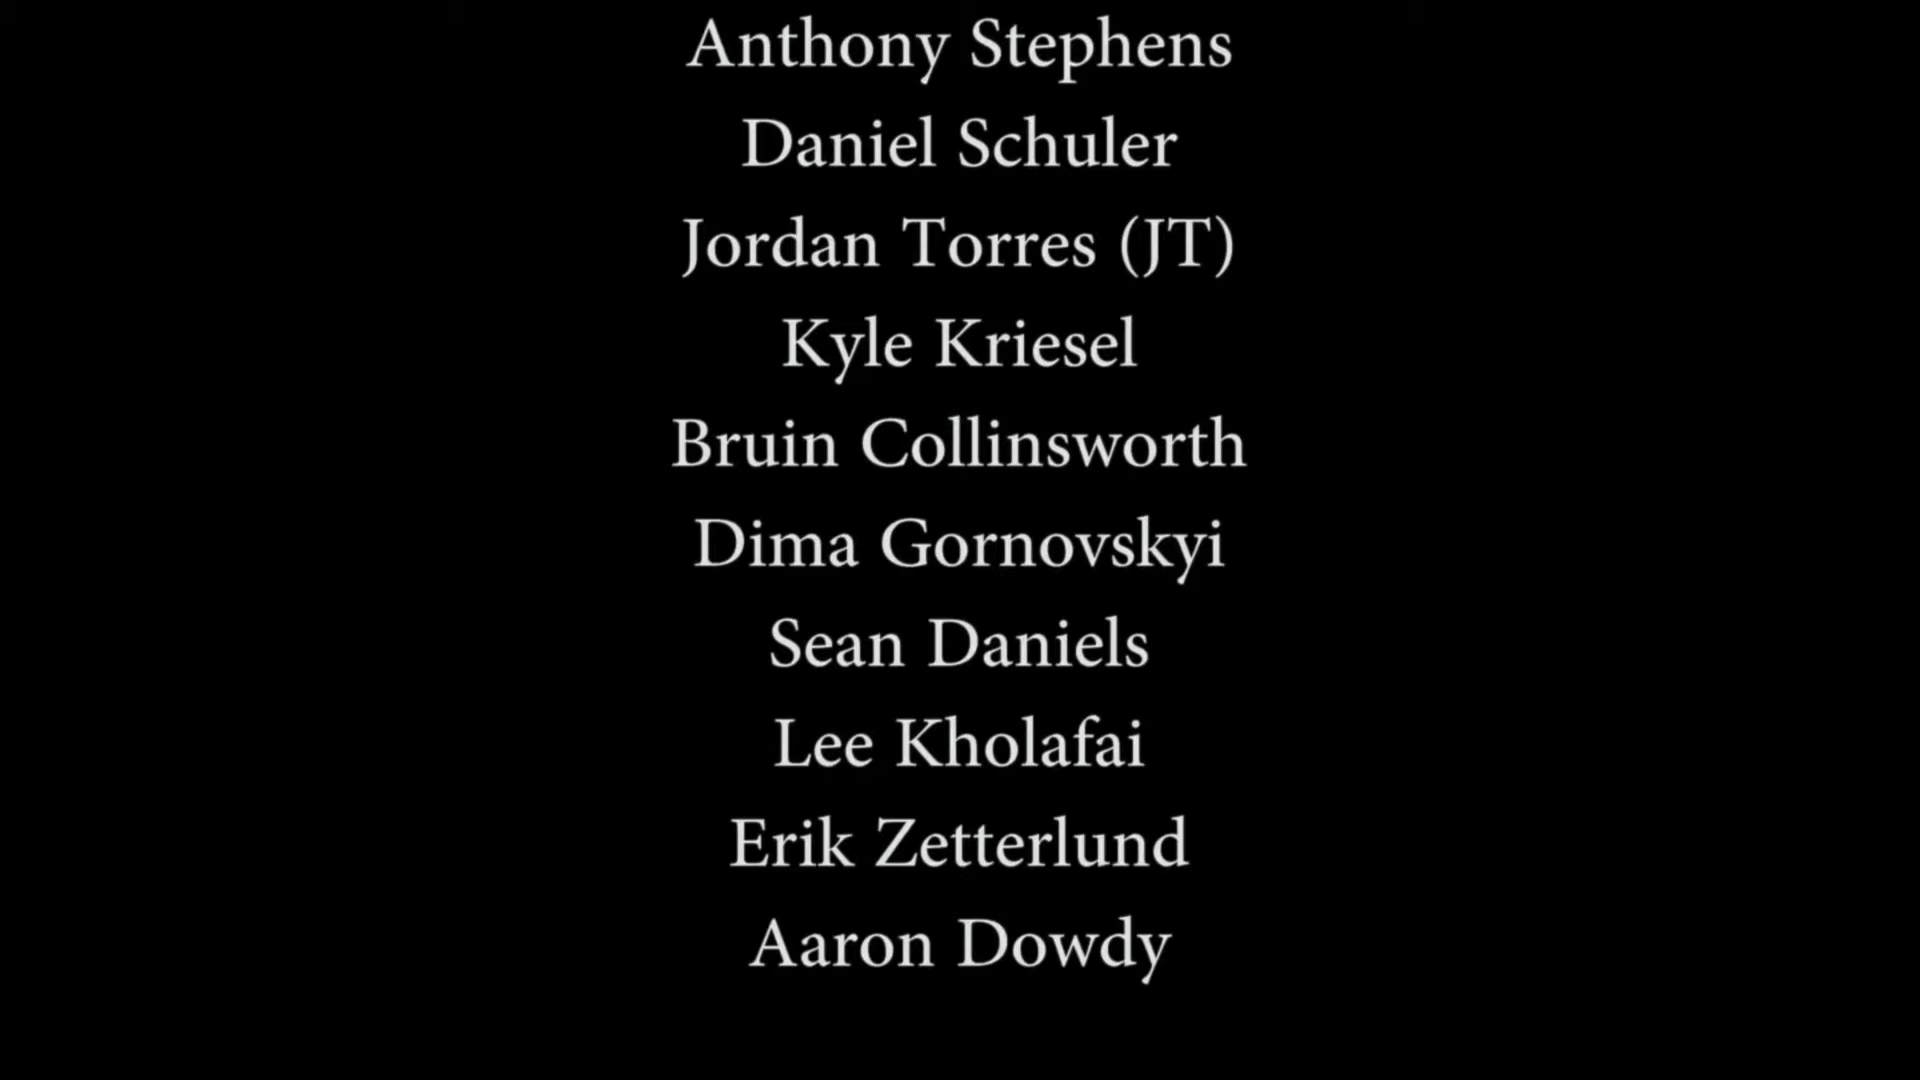 Anthony Stephens
Daniel Schuler
Jordan Torres (JT)
Kyle Kriesel
Bruin Collinsworth
Dima Gornovskyi
Sean Daniels
Lee Kholafai
Erik Zetterlund
Aaron Dowdy